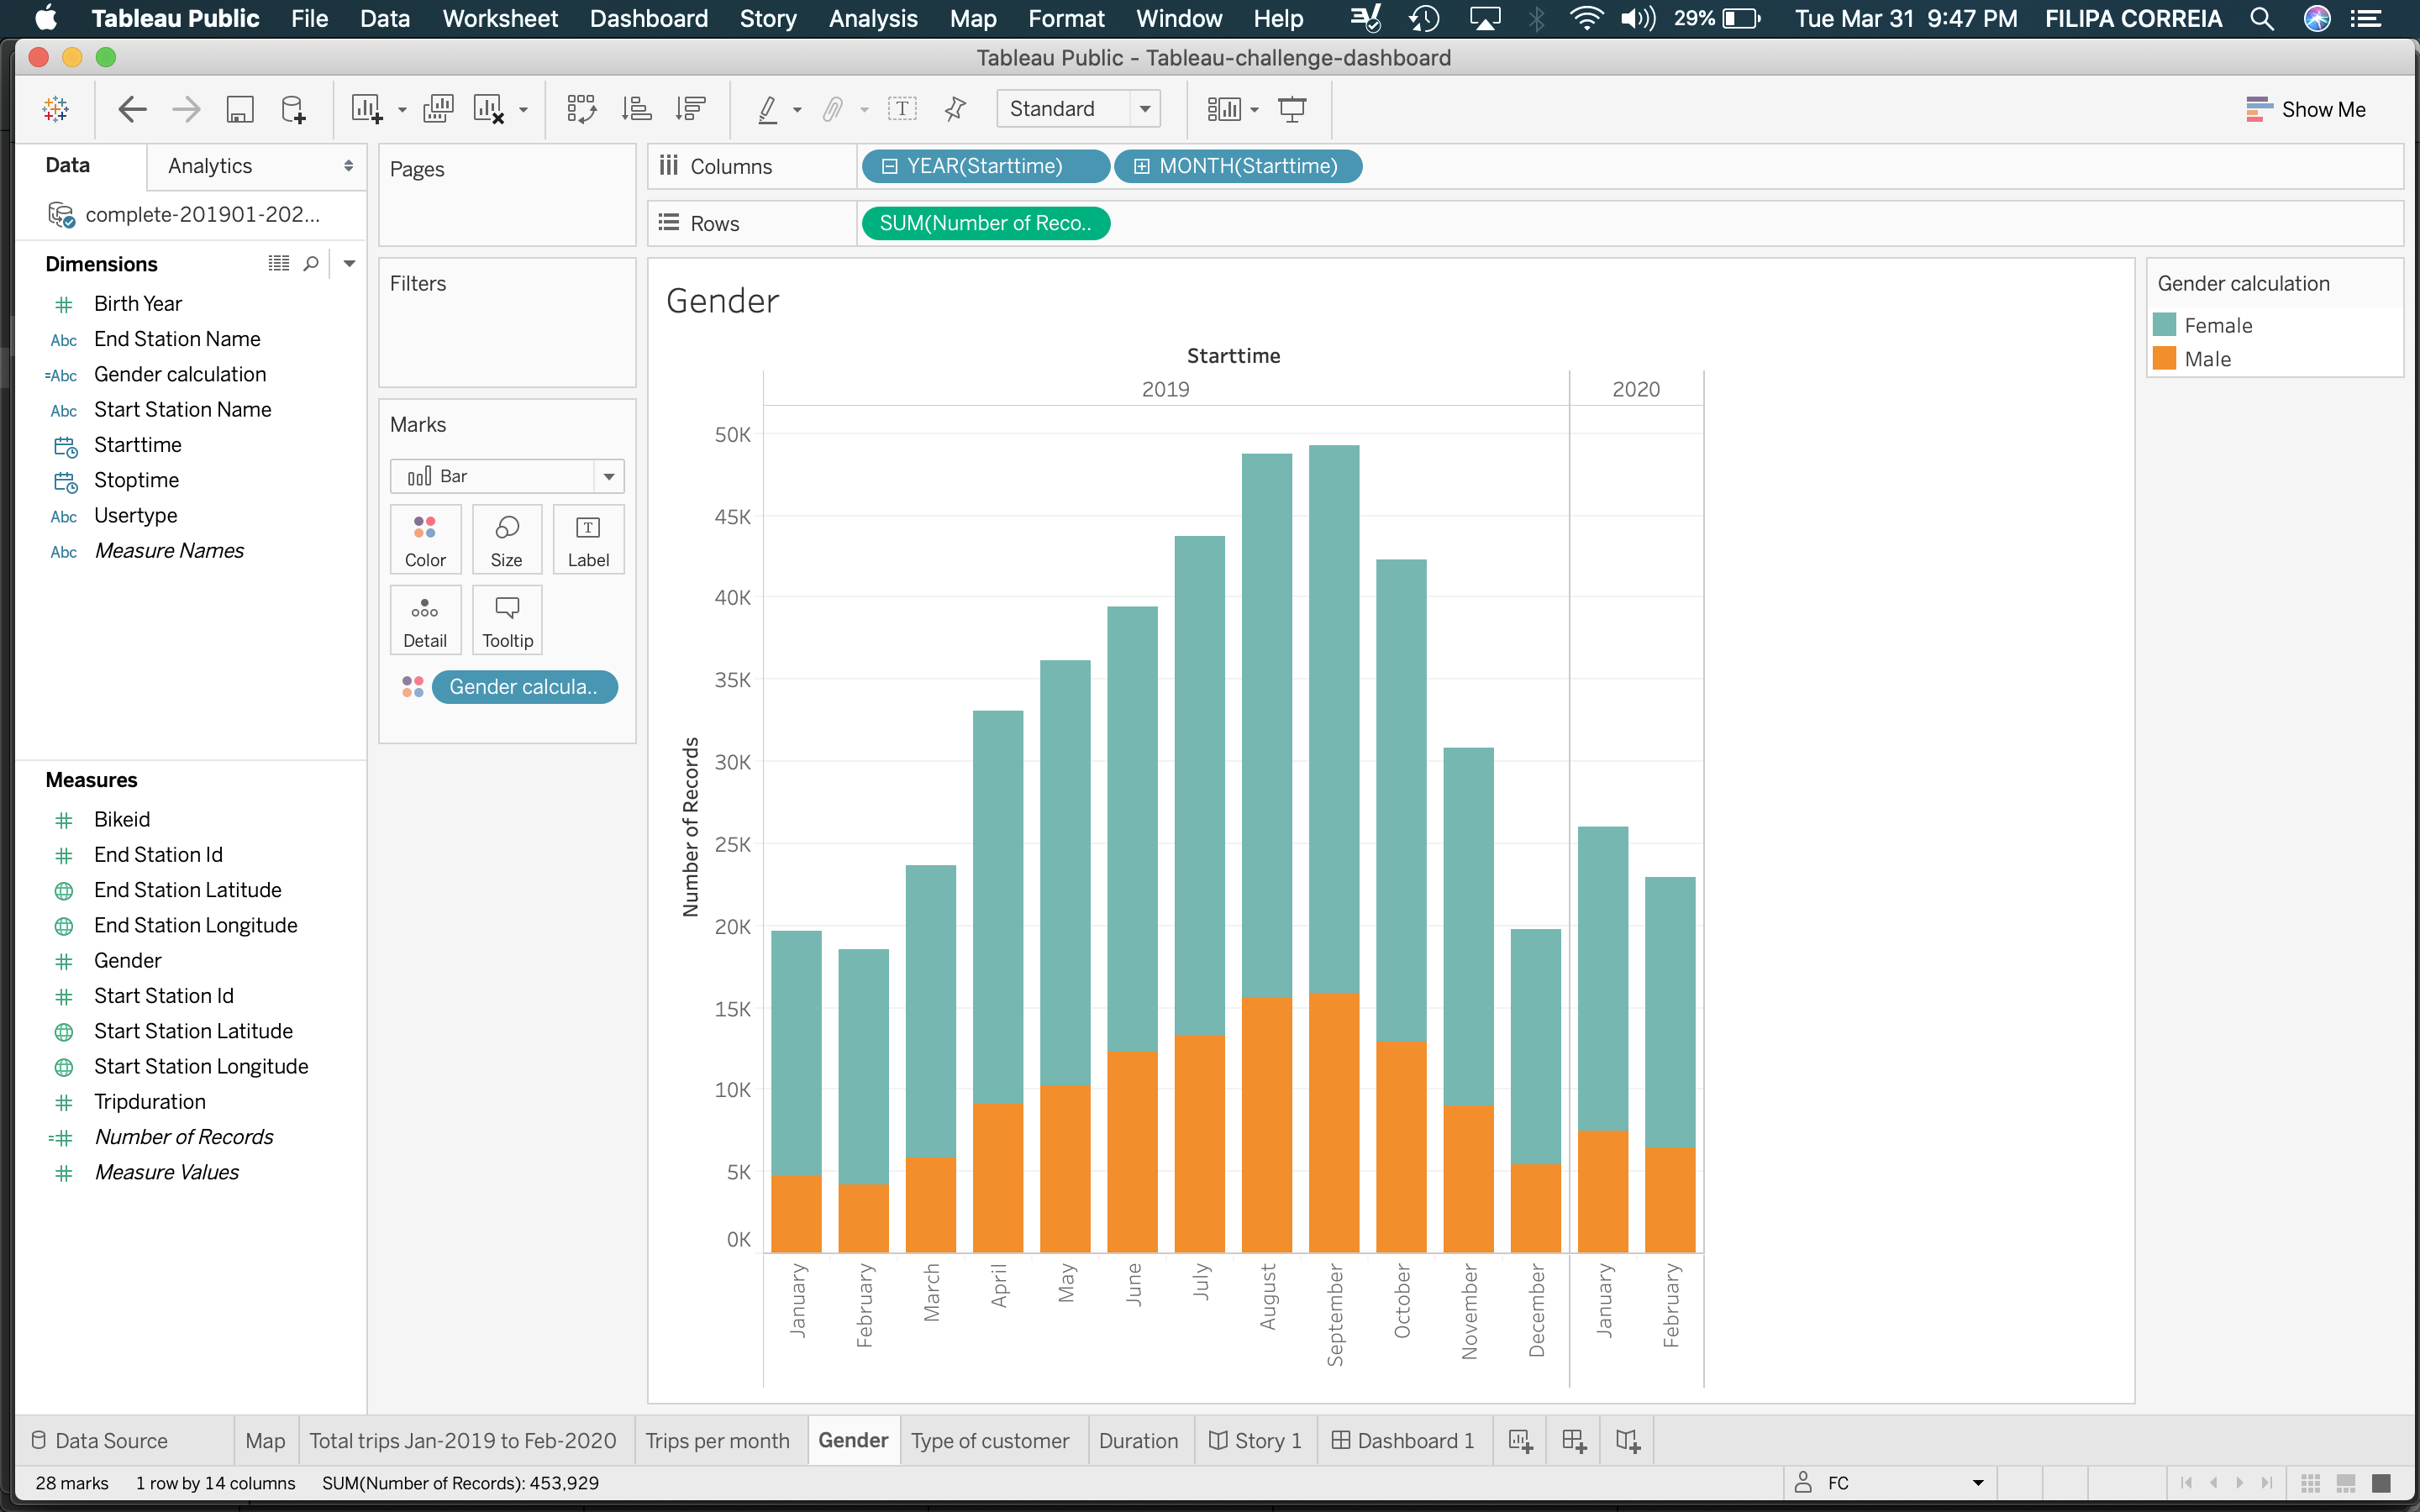 Tableau Public File Data Worksheet Dashboard Story Analysis Map Format Window Help 29% Tue Mar 31 9:47 PM FILIPA CORREIA
Tableau Public - Tableau-challenge-dashboard
Standard
Show Me
Data Analytics
complete-201901-202...
Dimensions
Birth Year
Abc End Station Name
=Abc Gender calculation
Abc Start Station Name
Starttime
Stoptime
Abc Usertype
Abc Measure Names
Measures
Bikeid
End Station Id
End Station Latitude
End Station Longitude
Gender
Start Station Id
Start Station Latitude
Start Station Longitude
Tripduration
Number of Records
Measure Values
Pages
Filters
Marks
Bar
Color Size Label
Detail Tooltip
Gender calcula..
Columns YEAR(Starttime) MONTH(Starttime)
Rows SUM(Number of Reco..
Gender
Starttime
2019 2020
Number of Records
50K
45K
40K
35K
30K
25K
20K
15K
10K
5K
0K
January
February
March
April
May
June
July
August
September
October
November
December
January
February
Gender calculation
Female
Male
Data Source Map Total trips Jan-2019 to Feb-2020 Trips per month Gender Type of customer Duration Story 1 Dashboard 1
28 marks 1 row by 14 columns SUM(Number of Records): 453,929 FC